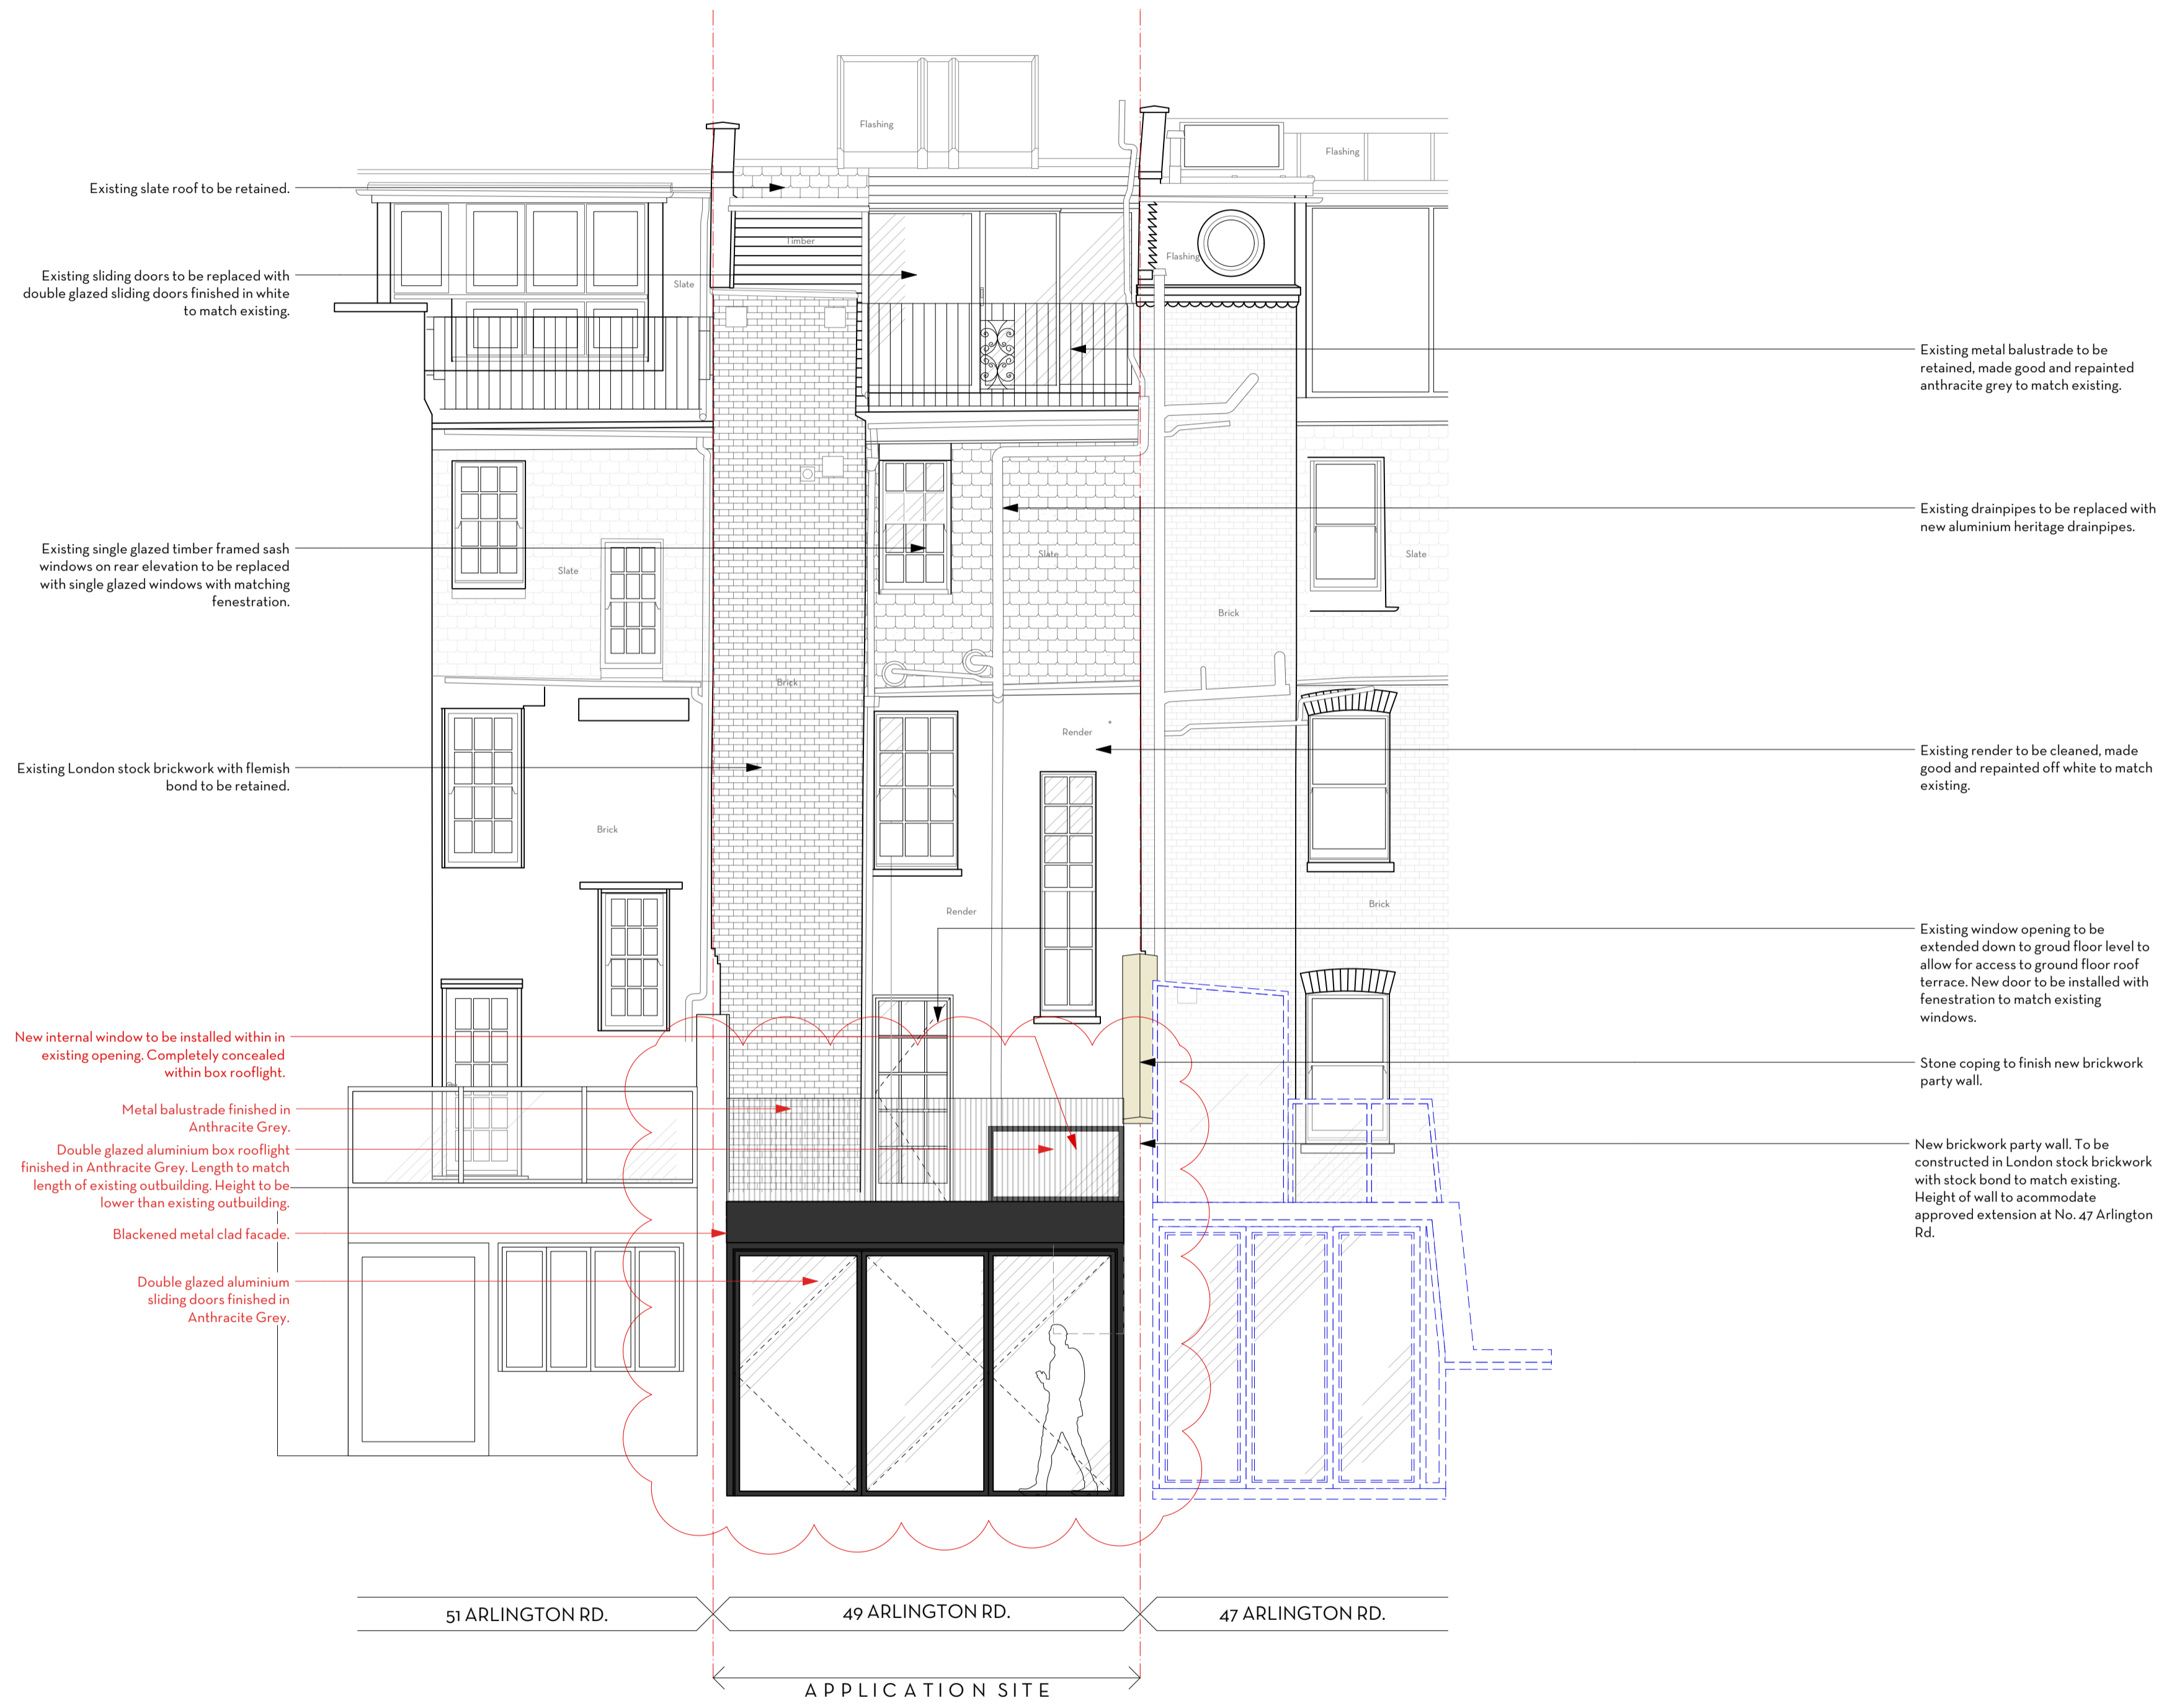 Flashing
Flashing
Existing slate roof to be retained.
Timber
Flashing
Slate
Existing sliding doors to be replaced with
double glazed sliding doors finished in white
to match existing.
Existing metal balustrade to be
retained, made good and repainted
anthracite grey to match existing.
Existing drainpipes to be replaced with
new aluminium heritage drainpipes.
Existing single glazed timber framed sash
windows on rear elevation to be replaced
with single glazed windows with matching
fenestration.
Slate
Slate
Slate
Brick
Brick
Render
Existing render to be cleaned, made
good and repainted off white to match
existing.
Existing London stock brickwork with flemish
bond to be retained.
Brick
Render
Brick
Existing window opening to be
extended down to groud floor level to
allow for access to ground floor roof
terrace. New door to be installed with
fenestration to match existing
windows.
New internal window to be installed within in
existing opening. Completely concealed
within box rooflight.
Stone coping to finish new brickwork
party wall.
Metal balustrade finished in
Anthracite Grey.
Double glazed aluminium box rooflight
finished in Anthracite Grey. Length to match
length of existing outbuilding. Height to be
lower than existing outbuilding.
New brickwork party wall. To be
constructed in London stock brickwork
with stock bond to match existing.
Height of wall to acommodate
approved extension at No. 47 Arlington
Rd.
Blackened metal clad facade.
Double glazed aluminium
sliding doors finished in
Anthracite Grey.
51 ARLINGTON RD.
49 ARLINGTON RD.
47 ARLINGTON RD.
APPLICATION SITE